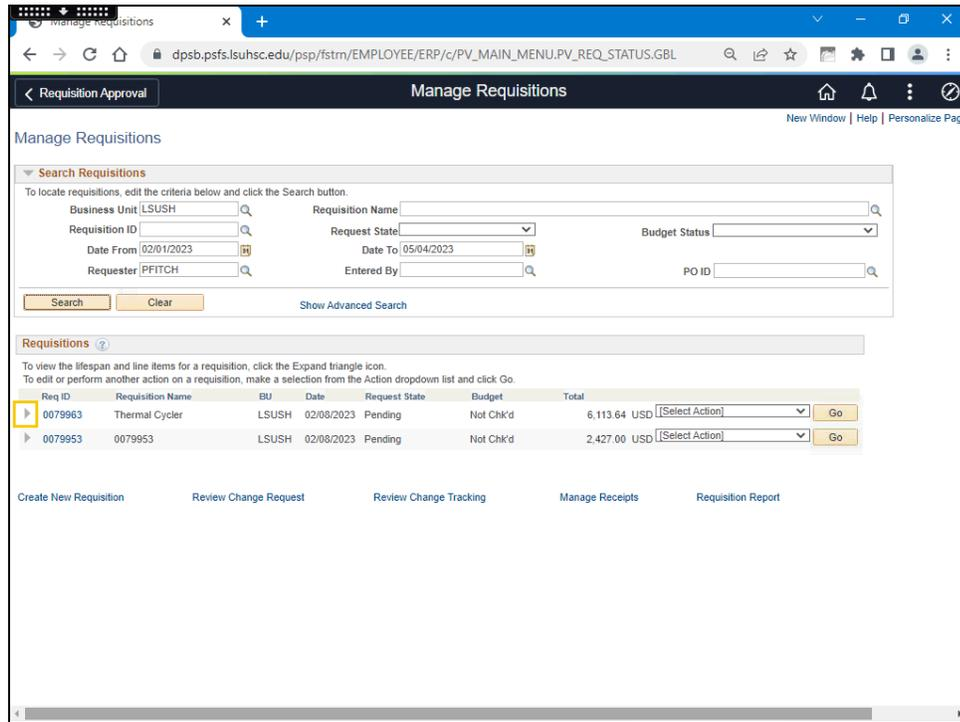 Manage Requisitions
dpsb.psfs.lsuhsc.edu/psp/fstrn/EMPLOYEE/ERP/c/PV_MAIN_MENU.PV_REQ_STATUS.GBL
Requisition Approval Manage Requisitions
New Window | Help | Personalize Pag
Manage Requisitions
Search Requisitions
To locate requisitions, edit the criteria below and click the Search button.
Business Unit LSUSH Requisition Name
Requisition ID Request State Budget Status
Date From 02/01/2023 Date To 05/04/2023
Requester PFITCH Entered By PO ID
Search Clear Show Advanced Search
Requisitions ?
To view the lifespan and line items for a requisition, click the Expand triangle icon.
To edit or perform another action on a requisition, make a selection from the Action dropdown list and click Go.
Req ID Requisition Name BU Date Request State Budget Total
0079963 Thermal Cycler LSUSH 02/08/2023 Pending Not Chk'd 6,113.64 USD [Select Action] Go
0079953 0079953 LSUSH 02/08/2023 Pending Not Chk'd 2,427.00 USD [Select Action] Go
Create New Requisition Review Change Request Review Change Tracking Manage Receipts Requisition Report